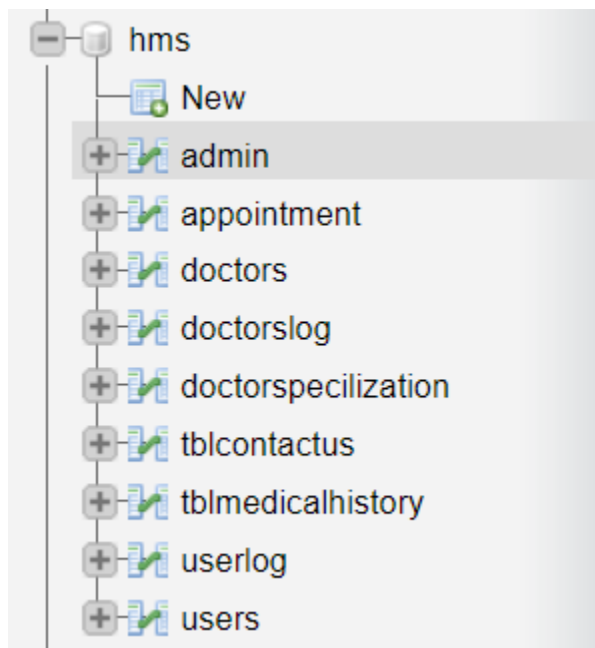 hms
New
admin
appointment
doctors
doctorslog
doctorspecilization
tblcontactus
tblmedicalhistory
userlog
users